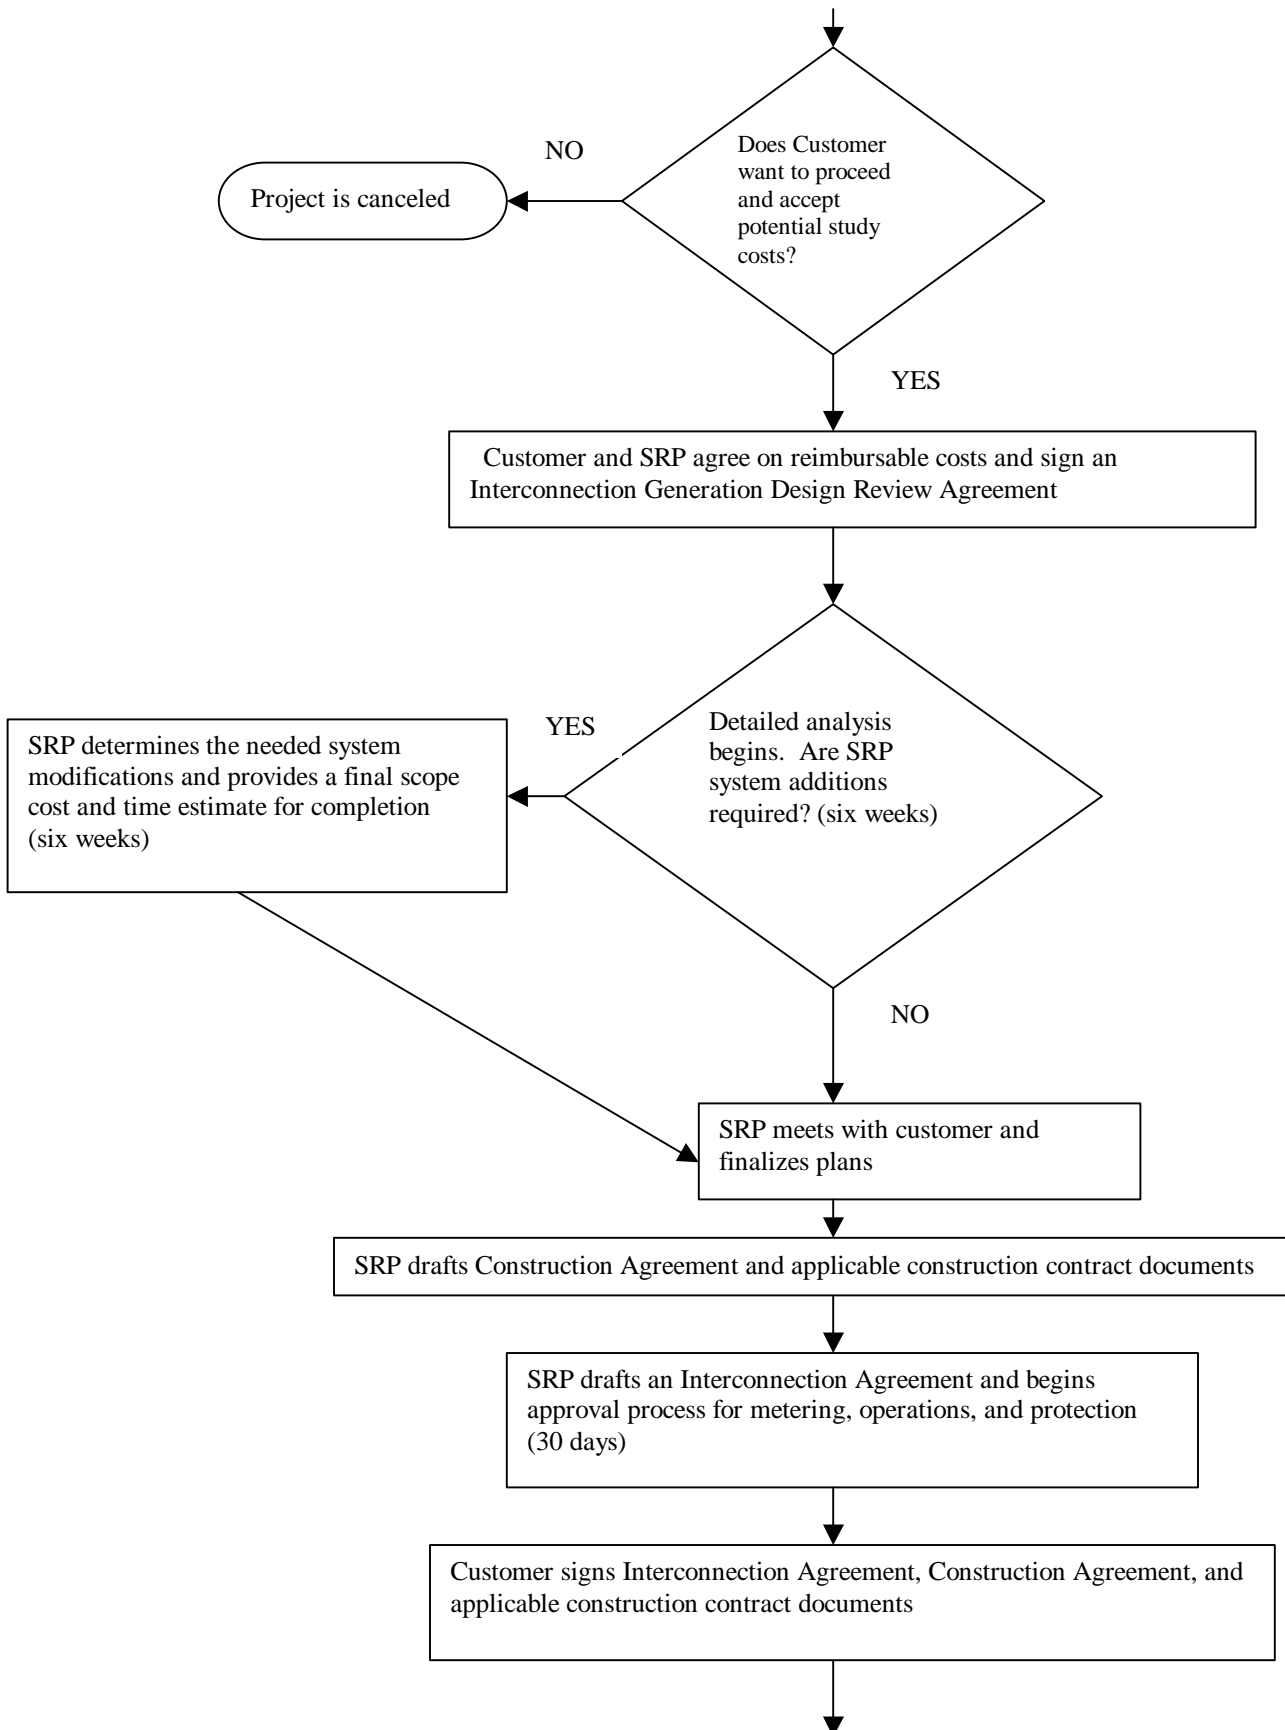 Does Customer
want to proceed
and accept
potential study
costs?
NO
Project is canceled
YES
Customer and SRP agree on reimbursable costs and sign an
Interconnection Generation Design Review Agreement
Detailed analysis
begins.  Are SRP
system additions
required? (six weeks)
YES
SRP determines the needed system
modifications and provides a final scope
cost and time estimate for completion
(six weeks)
NO
SRP meets with customer and
finalizes plans
SRP drafts Construction Agreement and applicable construction contract documents
SRP drafts an Interconnection Agreement and begins
approval process for metering, operations, and protection
(30 days)
Customer signs Interconnection Agreement, Construction Agreement, and
applicable construction contract documents